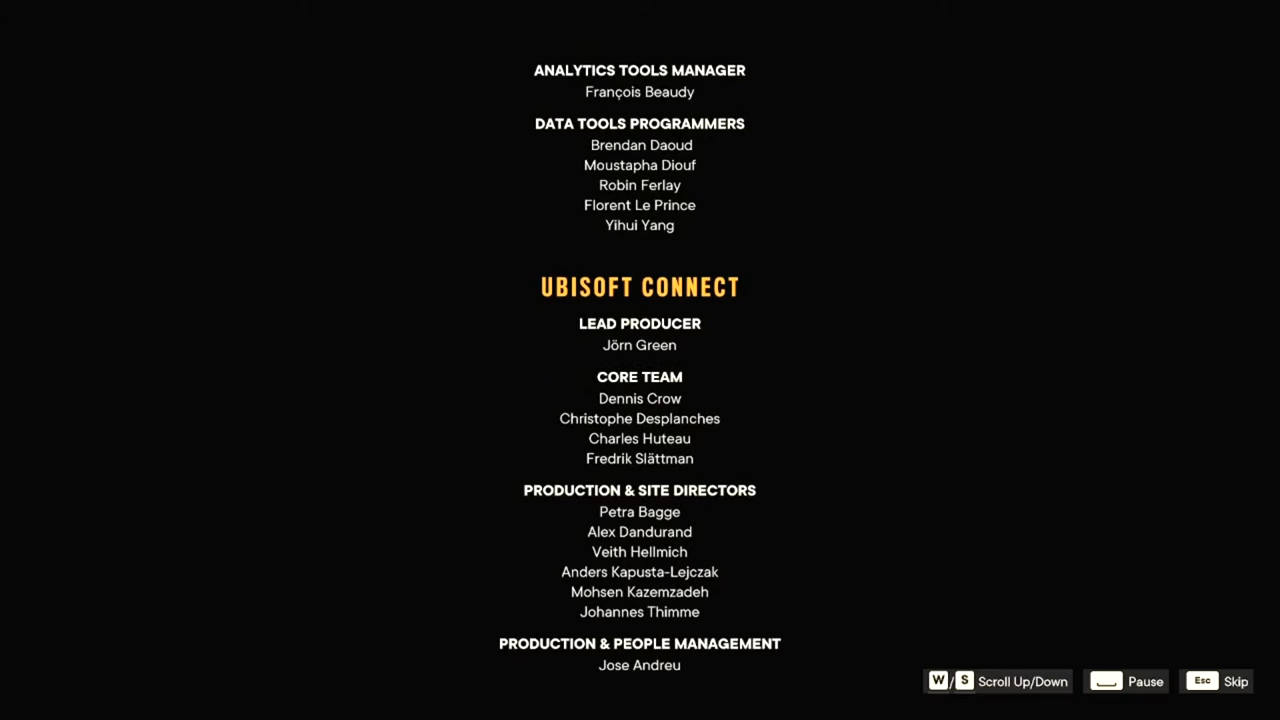 ANALYTICS TOOLS MANAGER
François Beaudy
DATA TOOLS PROGRAMMERS
Brendan Daoud
Moustapha Diouf
Robin Ferlay
Florent Le Prince
Yihui Yang
UBISOFT CONNECT
LEAD PRODUCER
Jörn Green
CORE TEAM
Dennis Crow
Christophe Desplanches
Charles Huteau
Fredrik Slättman
PRODUCTION & SITE DIRECTORS
Petra Bagge
Alex Dandurand
Veith Hellmich
Anders Kapusta-Lejczak
Mohsen Kazemzadeh
Johannes Thimme
PRODUCTION & PEOPLE MANAGEMENT
Jose Andreu
W/S Scroll Up/Down Pause Esc Skip